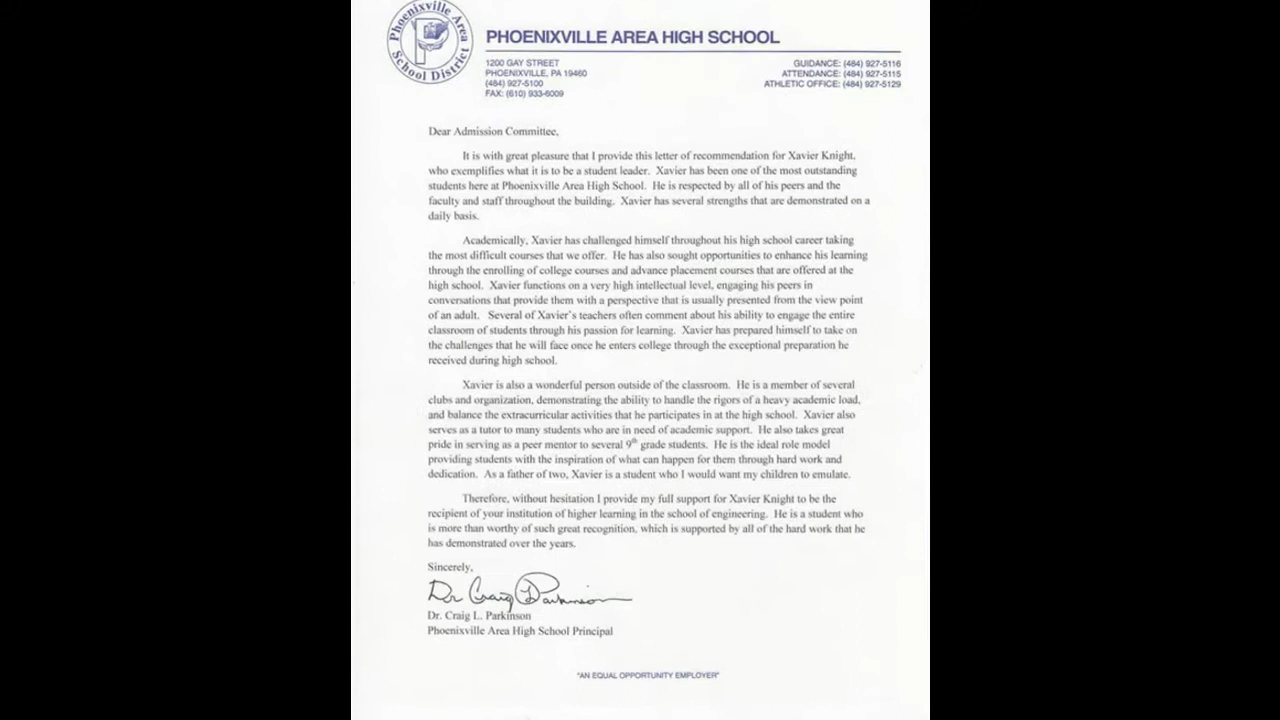 Phoenixville Area
School District
PHOENIXVILLE AREA HIGH SCHOOL
1200 GAY STREET
PHOENIXVILLE, PA 19460
(484) 927-5100
FAX: (610) 933-6009
GUIDANCE: (484) 927-5116
ATTENDANCE: (484) 927-5115
ATHLETIC OFFICE: (484) 927-5129
Dear Admission Committee,
It is with great pleasure that I provide this letter of recommendation for Xavier Knight,
who exemplifies what it is to be a student leader. Xavier has been one of the most outstanding
students here at Phoenixville Area High School. He is respected by all of his peers and the
faculty and staff throughout the building. Xavier has several strengths that are demonstrated on a
daily basis.
Academically, Xavier has challenged himself throughout his high school career taking
the most difficult courses that we offer. He has also sought opportunities to enhance his learning
through the enrolling of college courses and advance placement courses that are offered at the
high school. Xavier functions on a very high intellectual level, engaging his peers in
conversations that provide them with a perspective that is usually presented from the view point
of an adult. Several of Xavier's teachers often comment about his ability to engage the entire
classroom of students through his passion for learning. Xavier has prepared himself to take on
the challenges that he will face once he enters college through the exceptional preparation he
received during high school.
Xavier is also a wonderful person outside of the classroom. He is a member of several
clubs and organization, demonstrating the ability to handle the rigors of a heavy academic load,
and balance the extracurricular activities that he participates in at the high school. Xavier also
serves as a tutor to many students who are in need of academic support. He also takes great
pride in serving as a peer mentor to several 9th grade students. He is the ideal role model
providing students with the inspiration of what can happen for them through hard work and
dedication. As a father of two, Xavier is a student who I would want my children to emulate.
Therefore, without hesitation I provide my full support for Xavier Knight to be the
recipient of your institution of higher learning in the school of engineering. He is a student who
is more than worthy of such great recognition, which is supported by all of the hard work that he
has demonstrated over the years.
Sincerely,
Dr Craig L Parkinson
Dr. Craig L. Parkinson
Phoenixville Area High School Principal
"AN EQUAL OPPORTUNITY EMPLOYER"